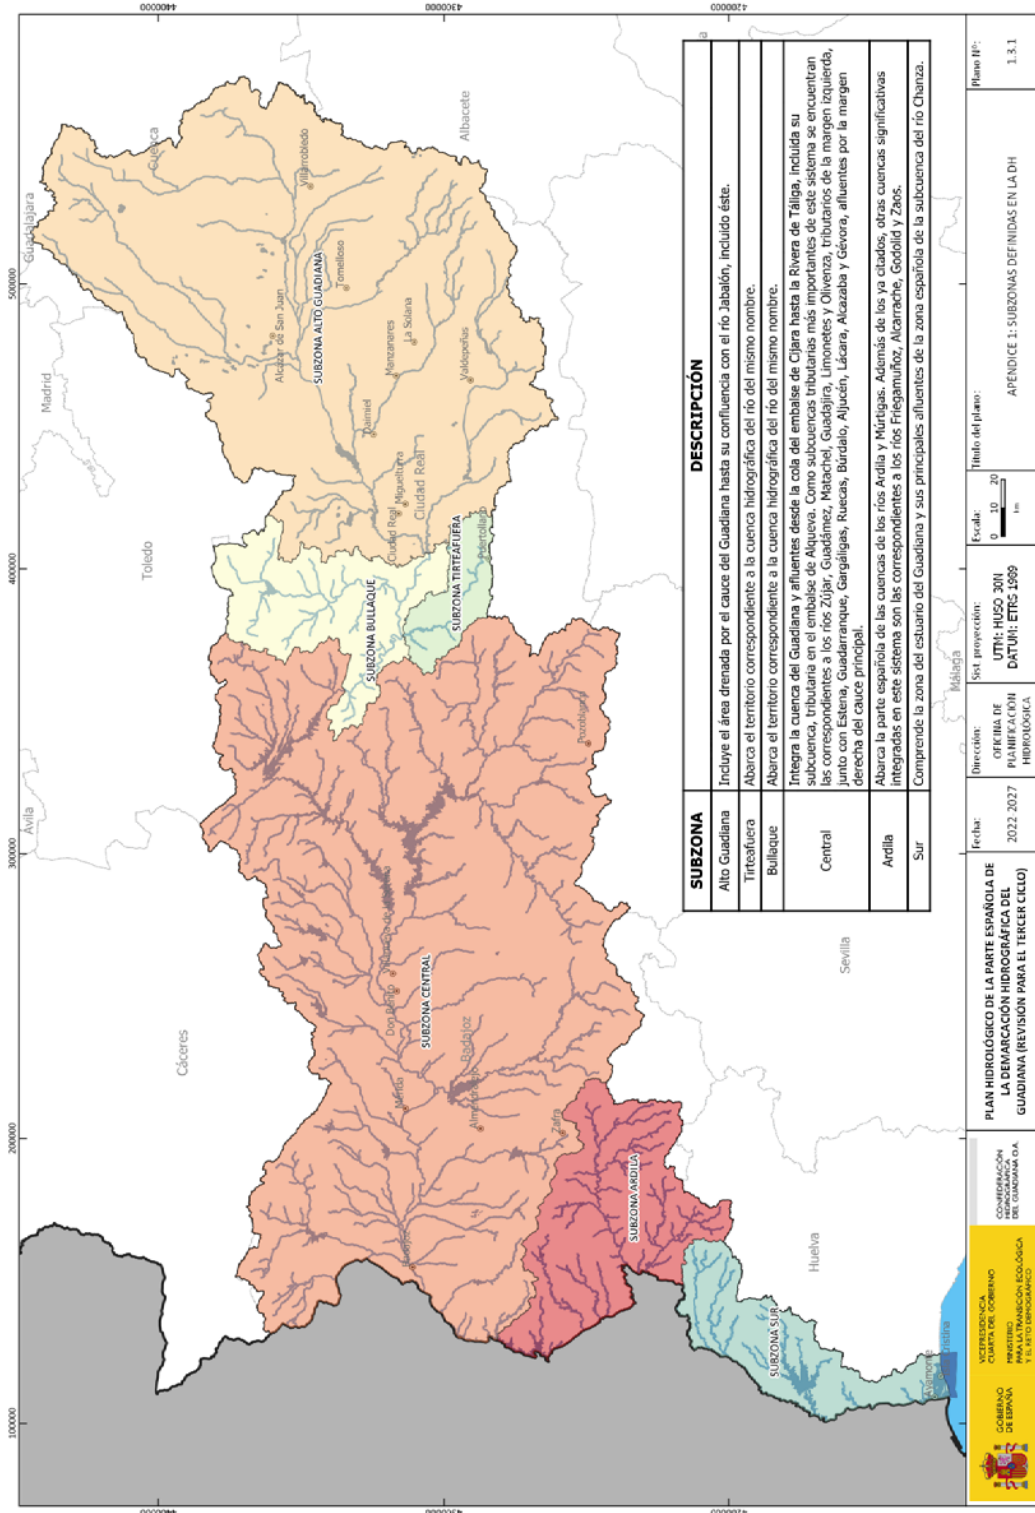 100000
200000
300000
400000
500000
4400000
4300000
4200000
Ávila
Madrid
Guadalajara
Cáceres
Toledo
Cuenca
Albacete
Badajoz
Ciudad Real
Huelva
Sevilla
Málaga
SUBZONA ALTO GUADIANA
SUBZONA BULLAQUE
SUBZONA TIRTEAFUERA
SUBZONA CENTRAL
SUBZONA ARDILA
SUBZONA SUR
Alcázar de San Juan
Tomelloso
Villarrobledo
Manzanares
La Solana
Daimiel
Valdepeñas
Ciudad Real
Miguelturra
Puertollano
Pozoblanco
Don Benito
Mérida
Almendralejo
Zafra
Ayamonte
SUBZONA
DESCRIPCIÓN
Alto Guadiana
Incluye el área drenada por el cauce del Guadiana hasta su confluencia con el río Jabalón, incluido éste.
Tirteafuera
Abarca el territorio correspondiente a la cuenca hidrográfica del río del mismo nombre.
Bullaque
Abarca el territorio correspondiente a la cuenca hidrográfica del río del mismo nombre.
Central
Integra la cuenca del Guadiana y afluentes desde la cola del embalse de Cíjara hasta la Rivera de Táliga, incluida su
subcuenca, tributaria en el embalse de Alqueva. Como subcuencas tributarias más importantes de este sistema se encuentran
las correspondientes a los ríos Zújar, Guadámez, Matachel, Guadajira, Limonetes y Olivenza, tributarios de la margen izquierda,
junto con Estena, Guadarranque, Gargáligas, Ruecas, Burdalo, Aljucén, Lácera, Alcazaba y Gévora, afluentes por la margen
derecha del cauce principal.
Ardila
Abarca la parte española de las cuencas de los ríos Ardila y Múrtigas. Además de los ya citados, otras cuencas significativas
integradas en este sistema son las correspondientes a los ríos Friegamuñoz, Alcarrache, Godolid y Zaos.
Sur
Comprende la zona del estuario del Guadiana y sus principales afluentes de la zona española de la subcuenca del río Chanza.
GOBIERNO
DE ESPAÑA
VICEPRESIDENCIA
CUARTA DEL GOBIERNO
MINISTERIO
PARA LA TRANSICIÓN ECOLÓGICA
Y EL RETO DEMOGRÁFICO
CONFEDERACIÓN
HIDROGRÁFICA
DEL GUADIANA O.A.
PLAN HIDROLÓGICO DE LA PARTE ESPAÑOLA DE
LA DEMARCACIÓN HIDROGRÁFICA DEL
GUADIANA (REVISIÓN PARA EL TERCER CICLO)
Fecha:
2022-2027
Dirección:
OFICINA DE
PLANIFICACIÓN
HIDROLÓGICA
Sist. proyección:
UTM: HUSO 30N
DATUM: ETRS 1989
Escala:
0 10 20
km
Título del plano:
APÉNDICE 1: SUBZONAS DEFINIDAS EN LA DH
Plano Nº:
1.3.1